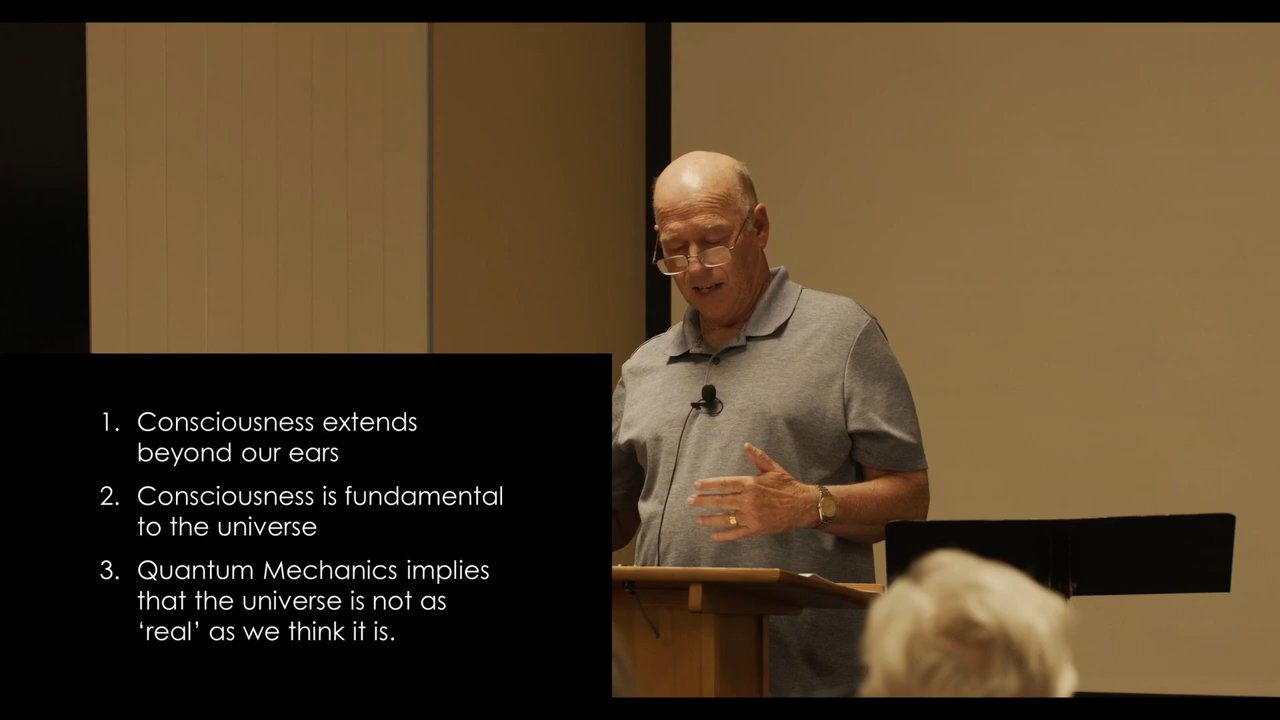 1. Consciousness extends
beyond our ears
2. Consciousness is fundamental
to the universe
3. Quantum Mechanics implies
that the universe is not as
‘real’ as we think it is.